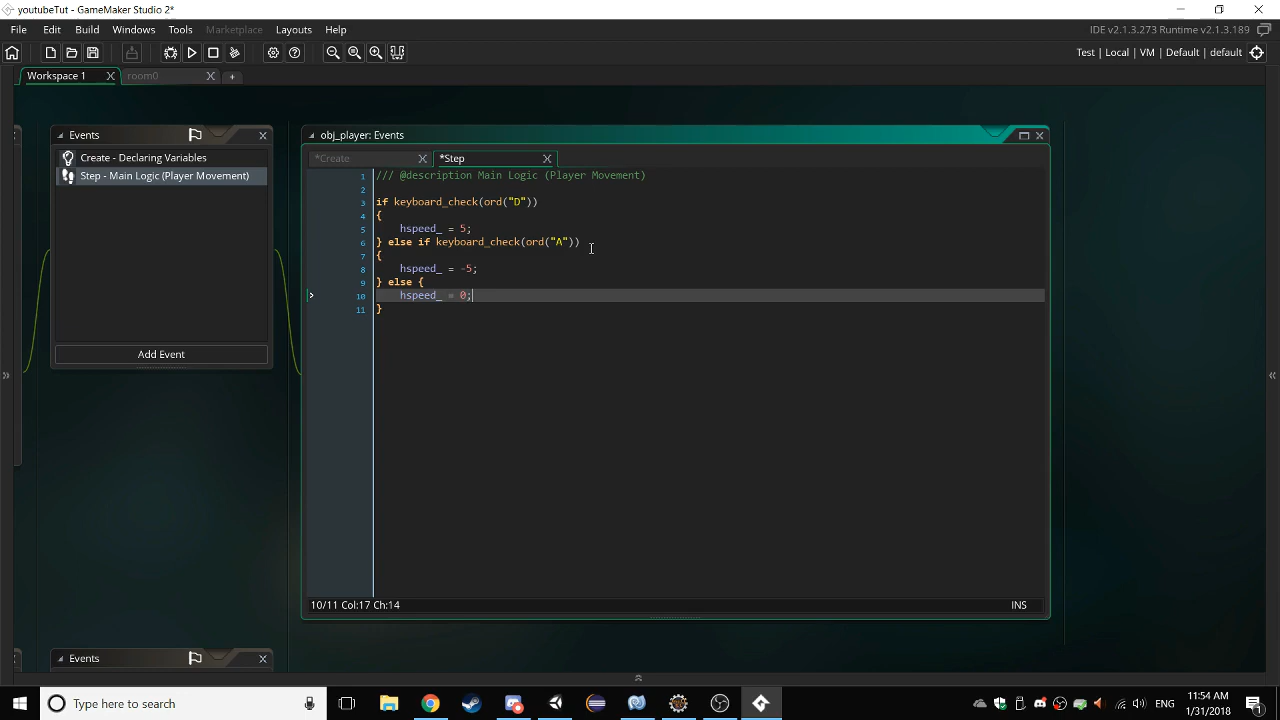 youtubeTut - GameMaker Studio 2*
File Edit Build Windows Tools Marketplace Layouts Help
IDE v2.1.3.273 Runtime v2.1.3.189
Test | Local | VM | Default | default
Workspace 1 X room0 X +
Events
Create - Declaring Variables
Step - Main Logic (Player Movement)
Add Event
Events
obj_player: Events
*Create *Step
1 /// @description Main Logic (Player Movement)
2
3 if keyboard_check(ord("D"))
4 {
5 hspeed_ = 5;
6 } else if keyboard_check(ord("A"))
7 {
8 hspeed_ = -5;
9 } else {
10 hspeed_ = 0;
11 }
10/11 Col:17 Ch:14 INS
Type here to search
ENG
11:54 AM
1/31/2018